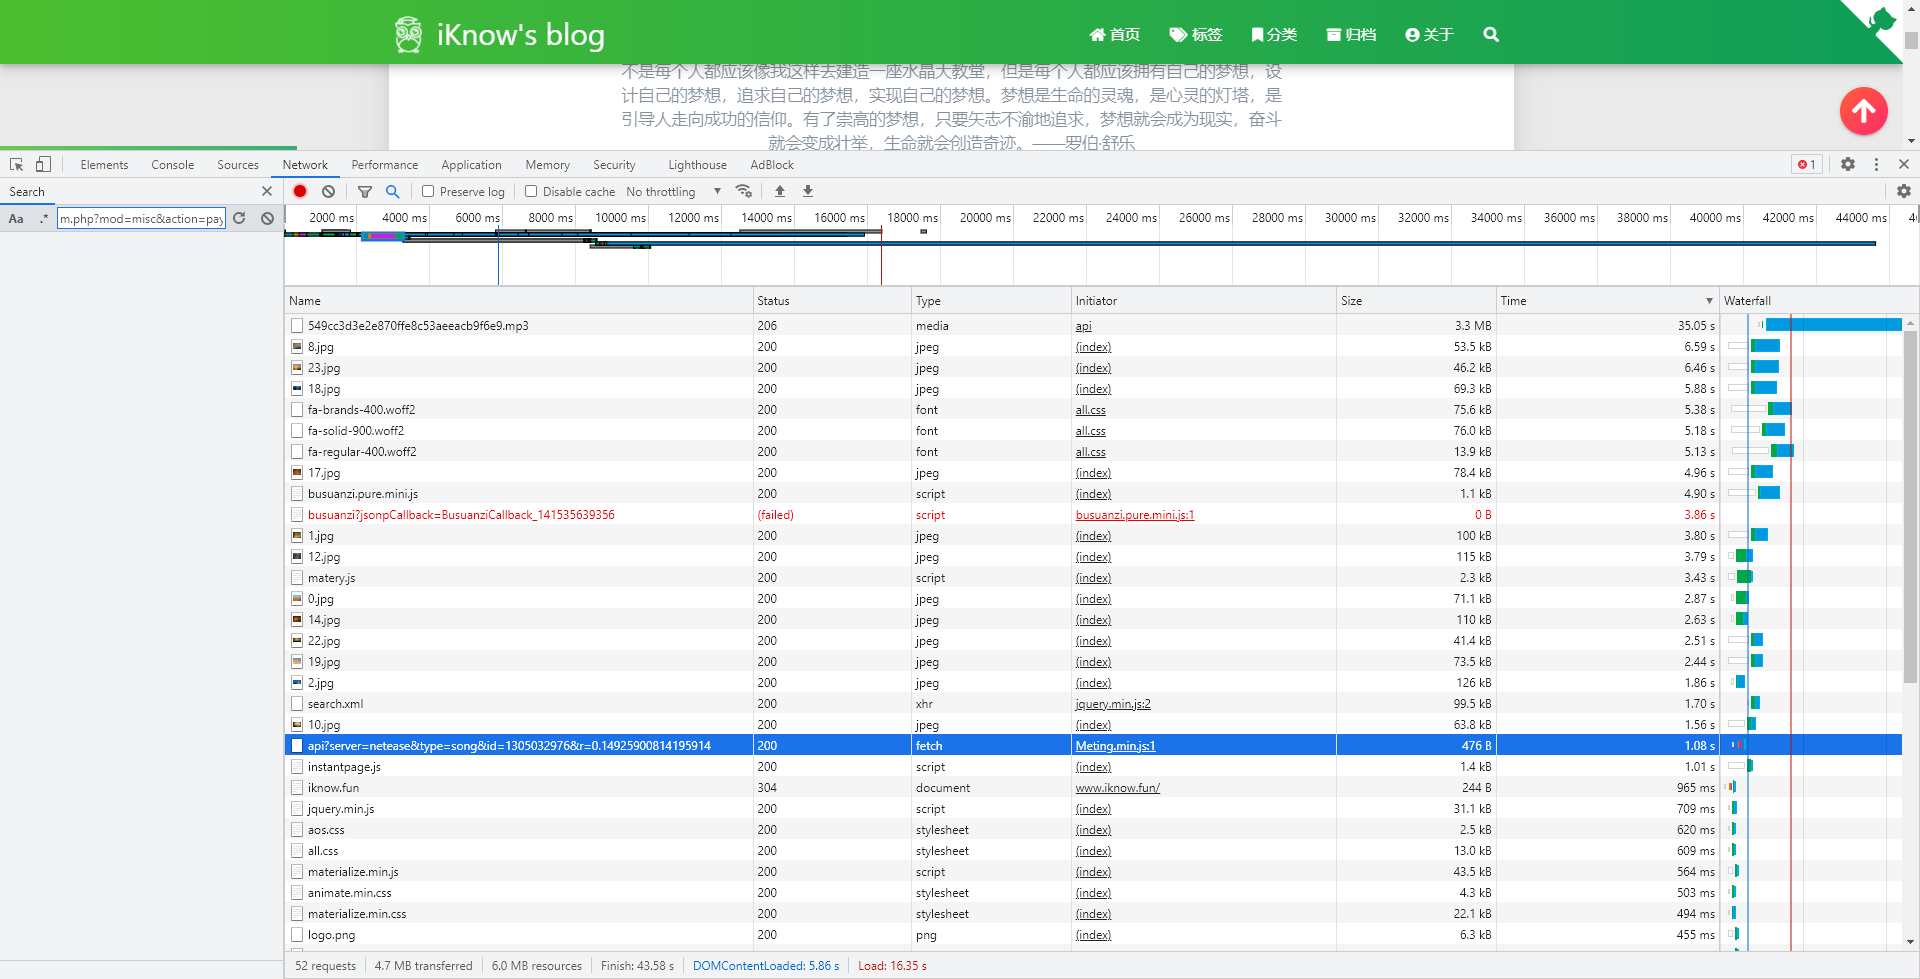 iKnow's blog
首页 标签 分类 归档 关于
不是每个人都应该像我这样去建造一座水晶大教堂，但是每个人都应该拥有自己的梦想，设
计自己的梦想，追求自己的梦想，实现自己的梦想。梦想是生命的灵魂，是心灵的灯塔，是
引导人走向成功的信仰。有了崇高的梦想，只要矢志不渝地追求，梦想就会成为现实，奋斗
就会变成壮举，生命就会创造奇迹。——罗伯·舒乐
Elements Console Sources Network Performance Application Memory Security Lighthouse AdBlock 1
Search
Preserve log Disable cache No throttling
Aa .* m.php?mod=misc&action=pay
2000 ms 4000 ms 6000 ms 8000 ms 10000 ms 12000 ms 14000 ms 16000 ms 18000 ms 20000 ms 22000 ms 24000 ms 26000 ms 28000 ms 30000 ms 32000 ms 34000 ms 36000 ms 38000 ms 40000 ms 42000 ms 44000 ms
Name Status Type Initiator Size Time Waterfall
549cc3d3e2e870ffe8c53aeeacb9f6e9.mp3 206 media api 3.3 MB 35.05 s
8.jpg 200 jpeg (index) 53.5 kB 6.59 s
23.jpg 200 jpeg (index) 46.2 kB 6.46 s
18.jpg 200 jpeg (index) 69.3 kB 5.88 s
fa-brands-400.woff2 200 font all.css 75.6 kB 5.38 s
fa-solid-900.woff2 200 font all.css 76.0 kB 5.18 s
fa-regular-400.woff2 200 font all.css 13.9 kB 5.13 s
17.jpg 200 jpeg (index) 78.4 kB 4.96 s
busuanzi.pure.mini.js 200 script (index) 1.1 kB 4.90 s
busuanzi?jsonpCallback=BusuanziCallback_141535639356 (failed) script busuanzi.pure.mini.js:1 0 B 3.86 s
1.jpg 200 jpeg (index) 100 kB 3.80 s
12.jpg 200 jpeg (index) 115 kB 3.79 s
matery.js 200 script (index) 2.3 kB 3.43 s
0.jpg 200 jpeg (index) 71.1 kB 2.87 s
14.jpg 200 jpeg (index) 110 kB 2.63 s
22.jpg 200 jpeg (index) 41.4 kB 2.51 s
19.jpg 200 jpeg (index) 73.5 kB 2.44 s
2.jpg 200 jpeg (index) 126 kB 1.86 s
search.xml 200 xhr jquery.min.js:2 99.5 kB 1.70 s
10.jpg 200 jpeg (index) 63.8 kB 1.56 s
api?server=netease&type=song&id=1305032976&r=0.14925900814195914 200 fetch Meting.min.js:1 476 B 1.08 s
instantpage.js 200 script (index) 1.4 kB 1.01 s
iknow.fun 304 document www.iknow.fun/ 244 B 965 ms
jquery.min.js 200 script (index) 31.1 kB 709 ms
aos.css 200 stylesheet (index) 2.5 kB 620 ms
all.css 200 stylesheet (index) 13.0 kB 609 ms
materialize.min.js 200 script (index) 43.5 kB 564 ms
animate.min.css 200 stylesheet (index) 4.3 kB 503 ms
materialize.min.css 200 stylesheet (index) 22.1 kB 494 ms
logo.png 200 png (index) 6.3 kB 455 ms
52 requests 4.7 MB transferred 6.0 MB resources Finish: 43.58 s DOMContentLoaded: 5.86 s Load: 16.35 s